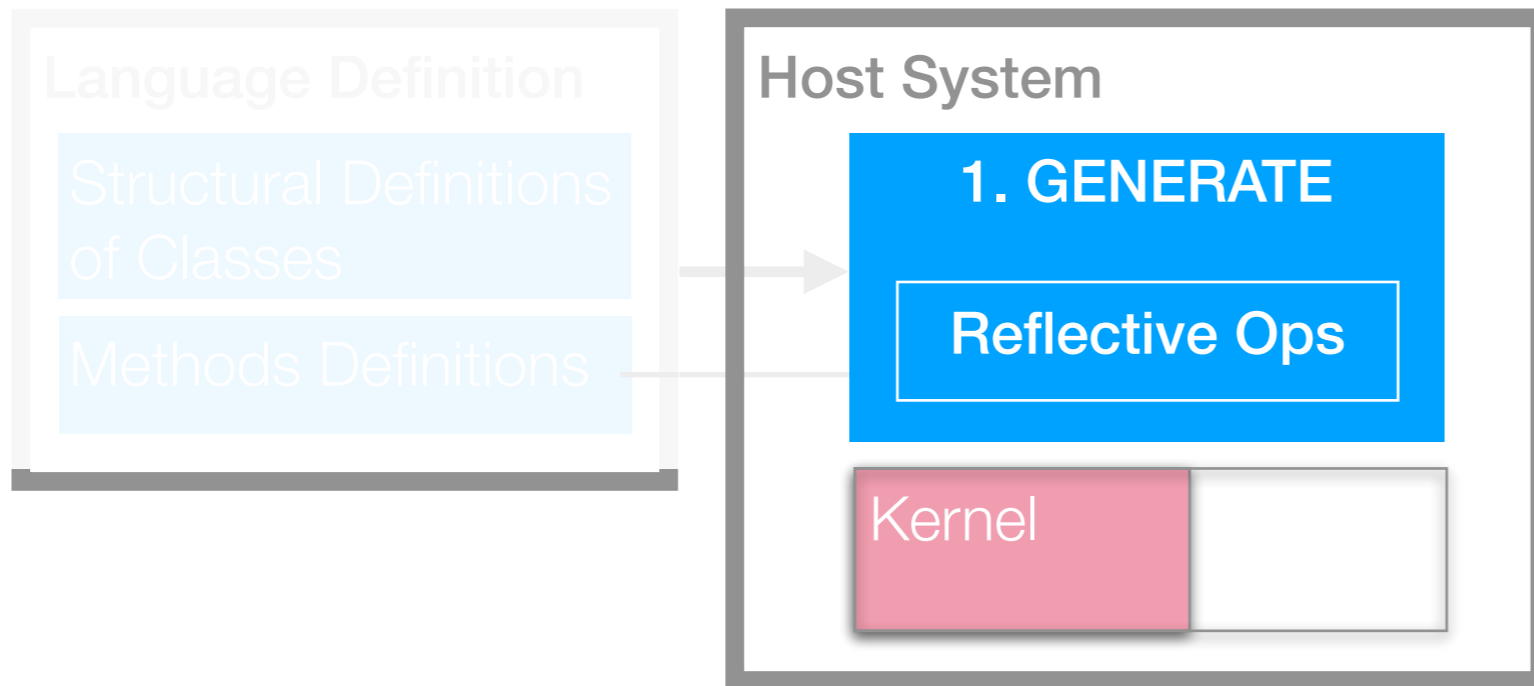 Language Definition
Structural Definitions
of Classes
Methods Definitions
Host System
1. GENERATE
Reflective Ops
Kernel